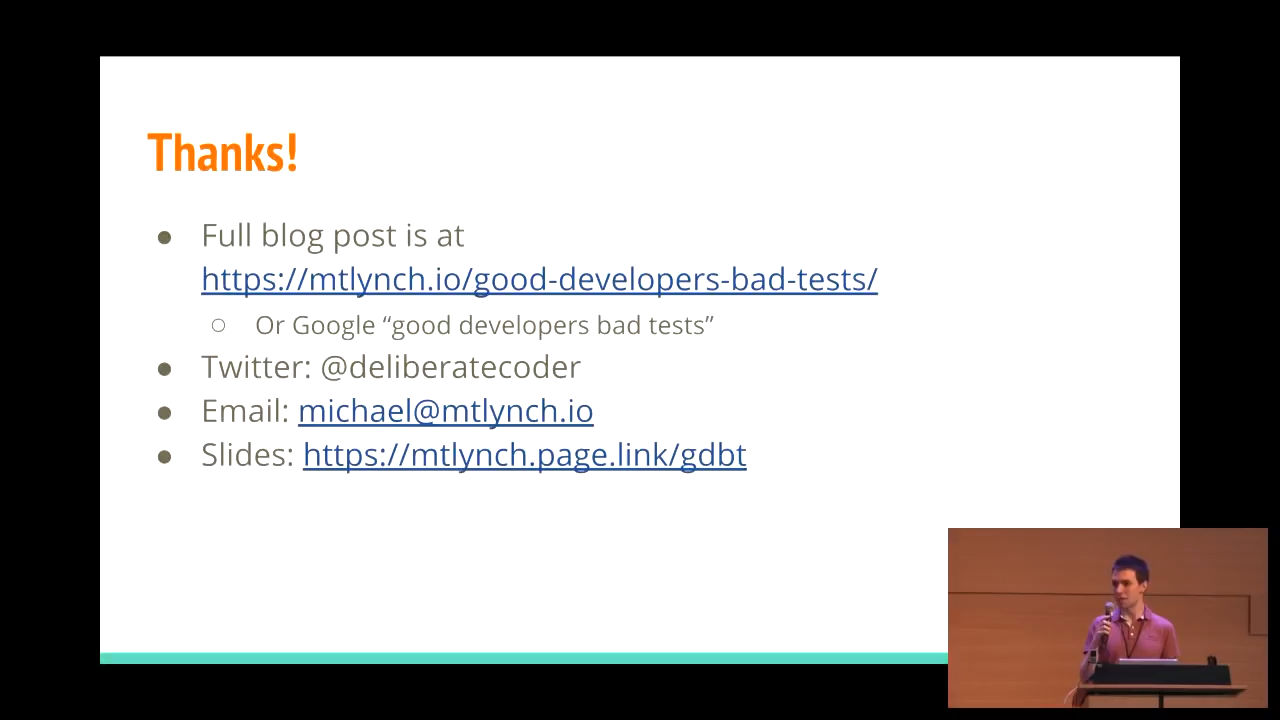 Thanks!
● Full blog post is at
https://mtlynch.io/good-developers-bad-tests/
○ Or Google “good developers bad tests”
● Twitter: @deliberatecoder
● Email: michael@mtlynch.io
● Slides: https://mtlynch.page.link/gdbt